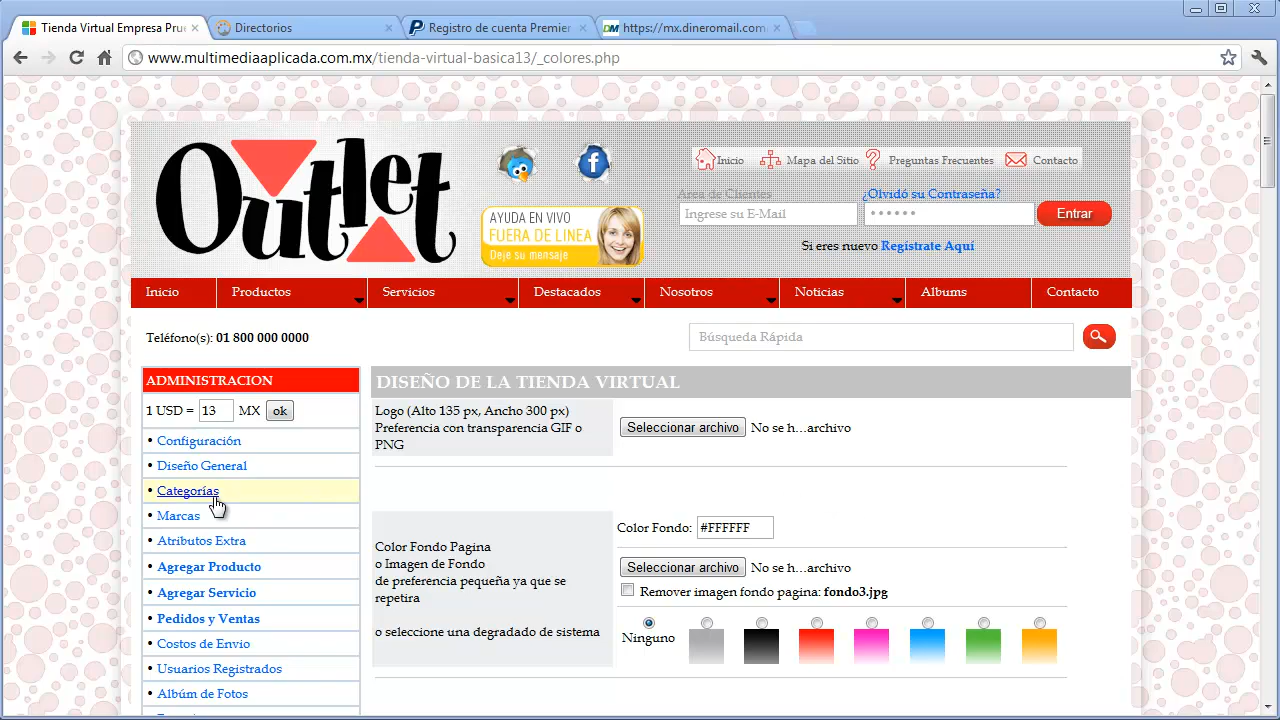 Tienda Virtual Empresa Pru
Directorios
Registro de cuenta Premier
DM https://mx.dineromail.com
www.multimediaaplicada.com.mx/tienda-virtual-basica13/_colores.php
Outlet
Inicio
Mapa del Sitio
Preguntas Frecuentes
Contacto
¿Olvidó su Contraseña?
Ingrese su E-Mail
Entrar
Si eres nuevo Registrate Aquí
AYUDA EN VIVO
FUERA DE LINEA
Deje su mensaje
Inicio
Productos
Servicios
Destacados
Nosotros
Noticias
Albums
Contacto
Teléfono(s): 01 800 000 0000
Búsqueda Rápida
ADMINISTRACION
1 USD = 13 MX ok
• Configuración
• Diseño General
• Categorías
• Marcas
• Atributos Extra
• Agregar Producto
• Agregar Servicio
• Pedidos y Ventas
• Costos de Envio
• Usuarios Registrados
• Albúm de Fotos
DISEÑO DE LA TIENDA VIRTUAL
Logo (Alto 135 px, Ancho 300 px)
Preferencia con transparencia GIF o
PNG
Seleccionar archivo No se h...archivo
Color Fondo Pagina
o Imagen de Fondo
de preferencia pequeña ya que se
repetira
o seleccione una degradado de sistema
Color Fondo: #FFFFFF
Seleccionar archivo No se h...archivo
Remover imagen fondo pagina: fondo3.jpg
Ninguno